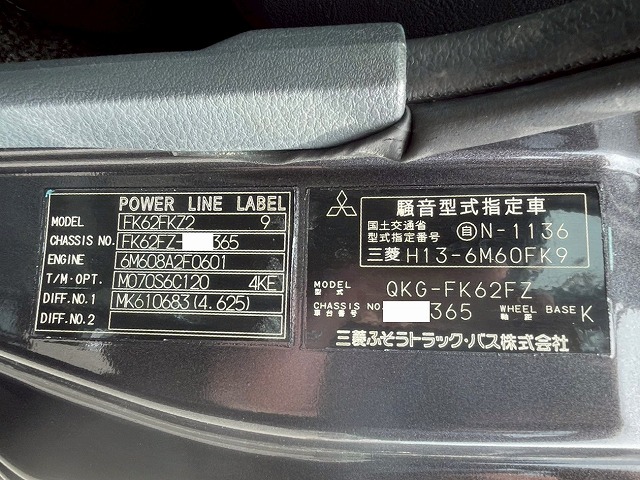 POWER LINE LABEL
MODEL FK62FKZ2 9
CHASSIS NO. FK62FZ- 365
ENGINE 6M608A2F0601
T/M·OPT. M070S6C120 4KE
DIFF.NO.1 MK610683(4.625)
DIFF.NO.2
騒音型式指定車
国土交通省
型式指定番号 自N-1136
三菱 H13-6M60FK9
MODEL
型式 QKG-FK62FZ
CHASSIS NO
車台番号 365 WHEEL BASE
軸距 K
三菱ふそうトラック・バス株式会社